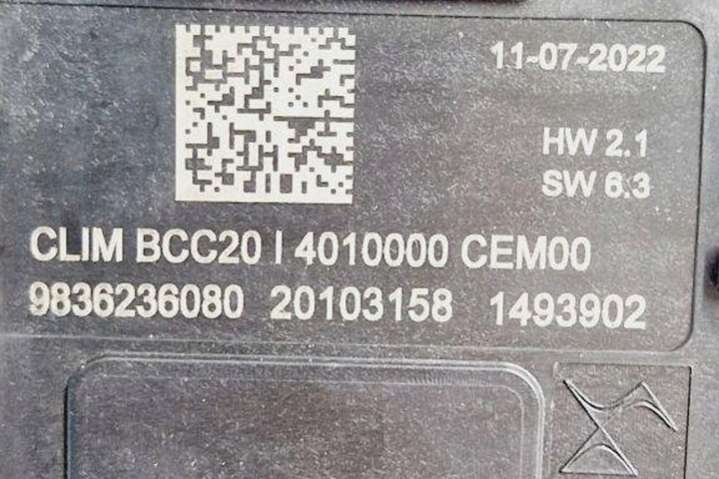 11-07-2022
HW 2.1
SW 6.3
CLIM BCC20 I 4010000 CEM00
9836236080 20103158 1493902